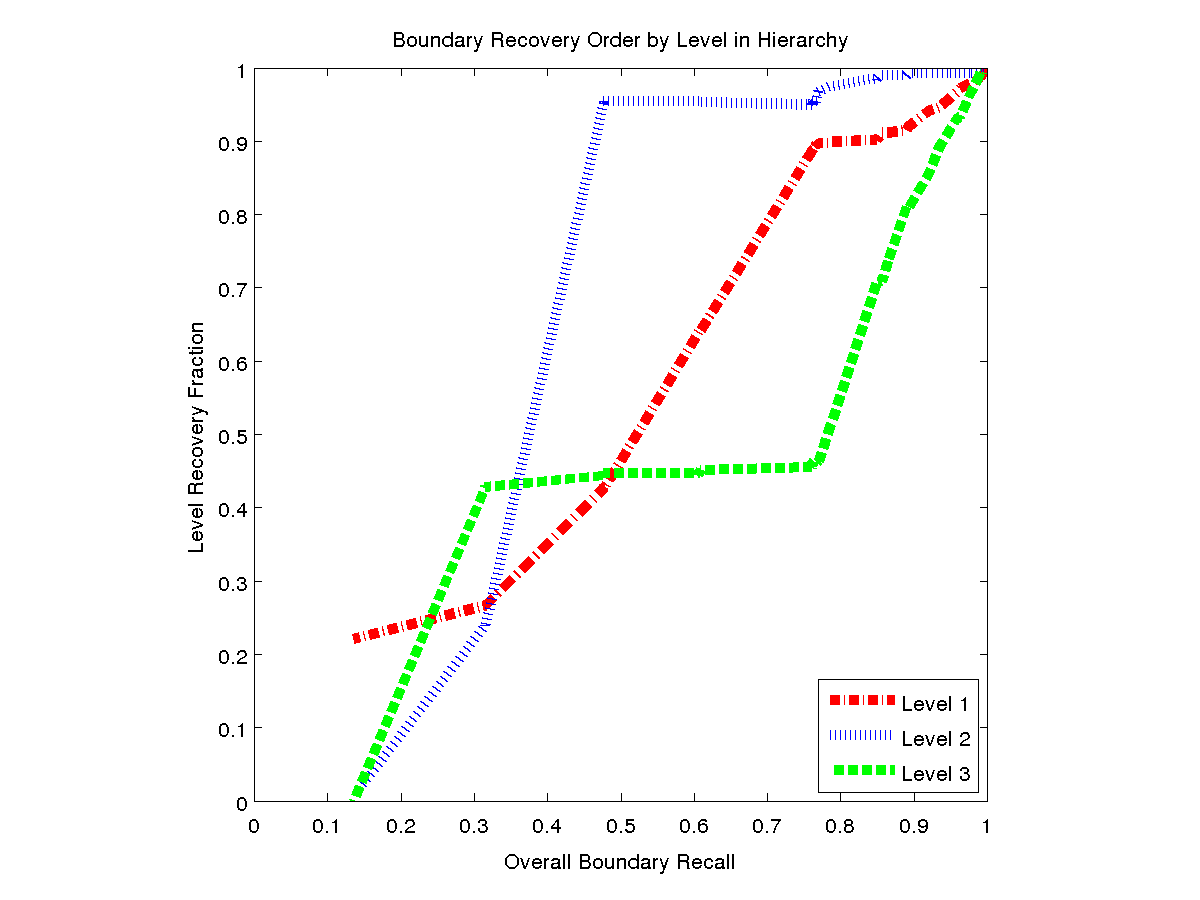 Boundary Recovery Order by Level in Hierarchy
1
0.9
0.8
0.7
0.6
0.5
0.4
0.3
0.2
0.1
0
Level Recovery Fraction
Level 1
Level 2
Level 3
0 0.1 0.2 0.3 0.4 0.5 0.6 0.7 0.8 0.9 1
Overall Boundary Recall